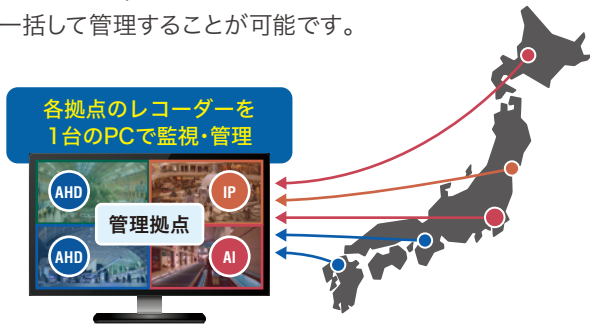 一括して管理することが可能です。
各拠点のレコーダーを
1台のPCで監視・管理
AHD
IP
管理拠点
AHD
AI